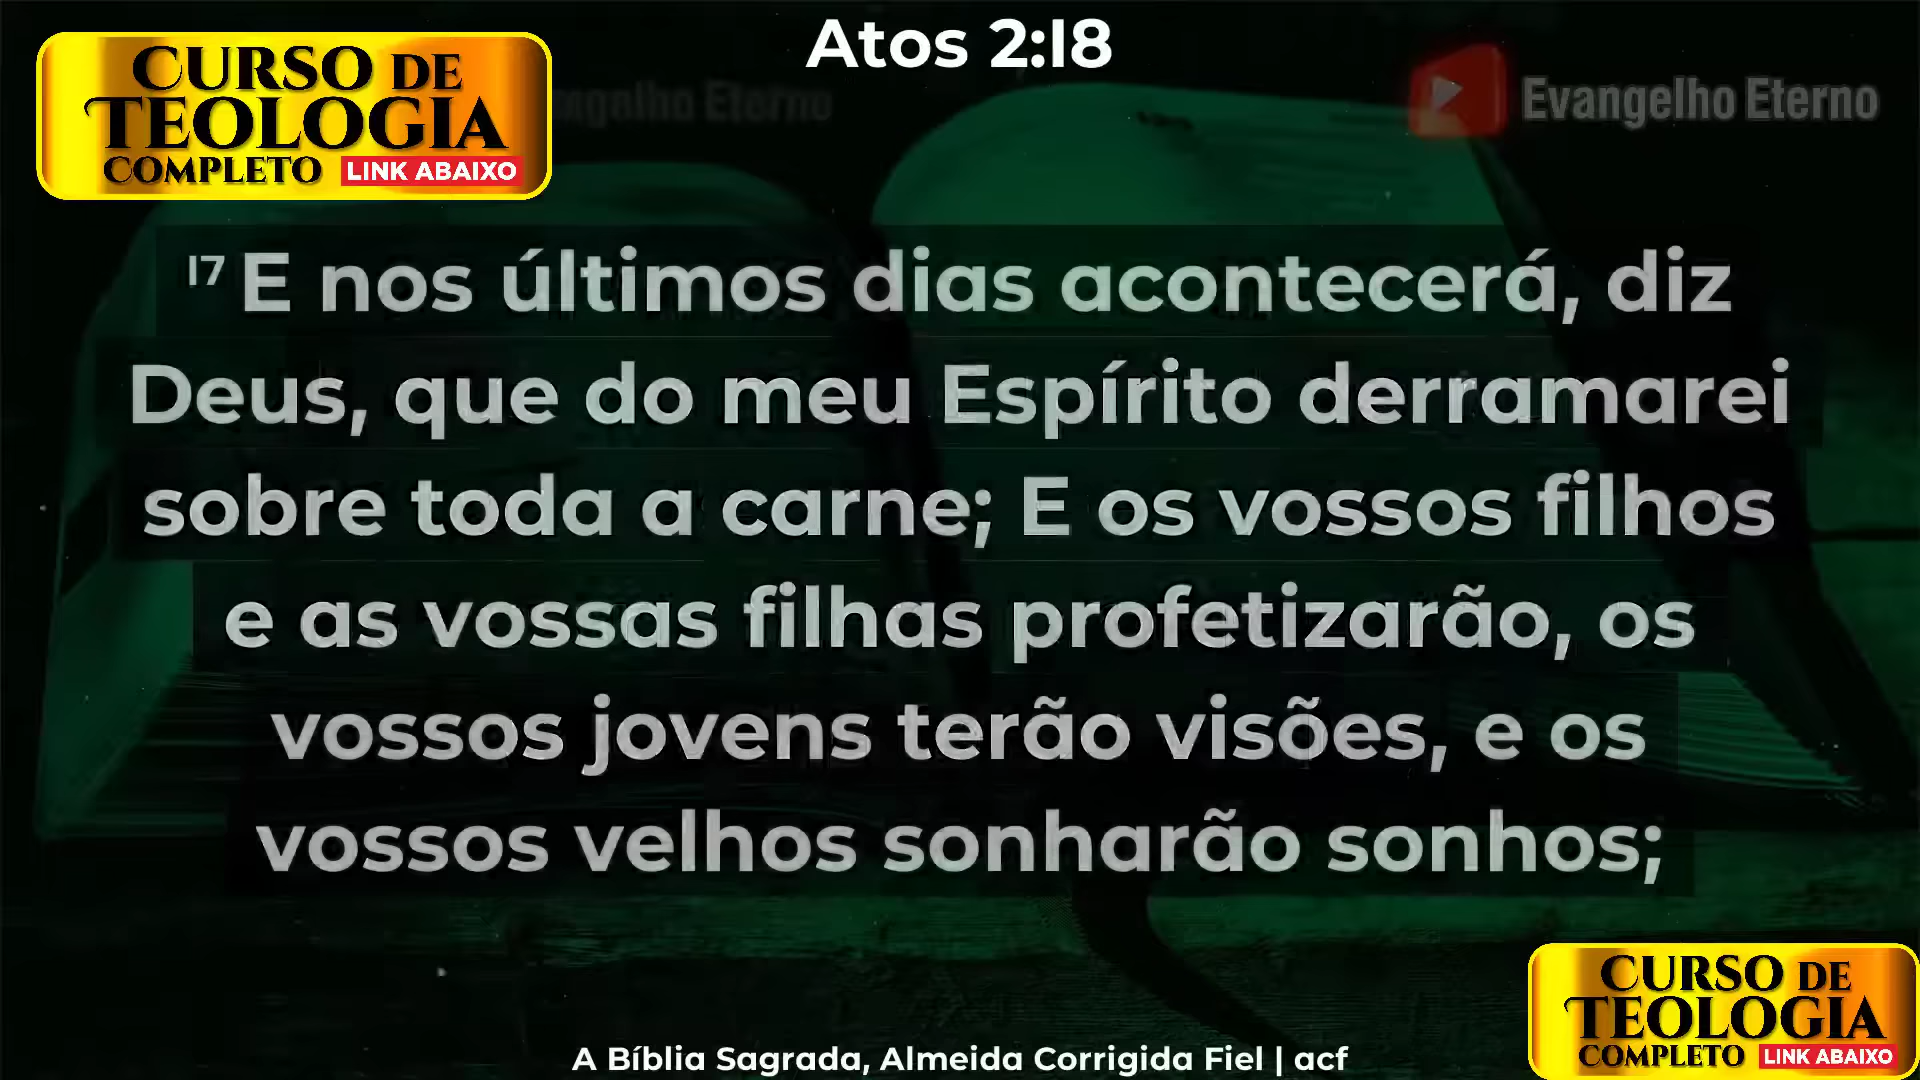 Atos 2:18
CURSO DE
TEOLOGIA
COMPLETO LINK ABAIXO
Evangelho Eterno
Evangelho Eterno
17 E nos últimos dias acontecerá, diz
Deus, que do meu Espírito derramarei
sobre toda a carne; E os vossos filhos
e as vossas filhas profetizarão, os
vossos jovens terão visões, e os
vossos velhos sonharão sonhos;
CURSO DE
TEOLOGIA
COMPLETO LINK ABAIXO
A Bíblia Sagrada, Almeida Corrigida Fiel | acf